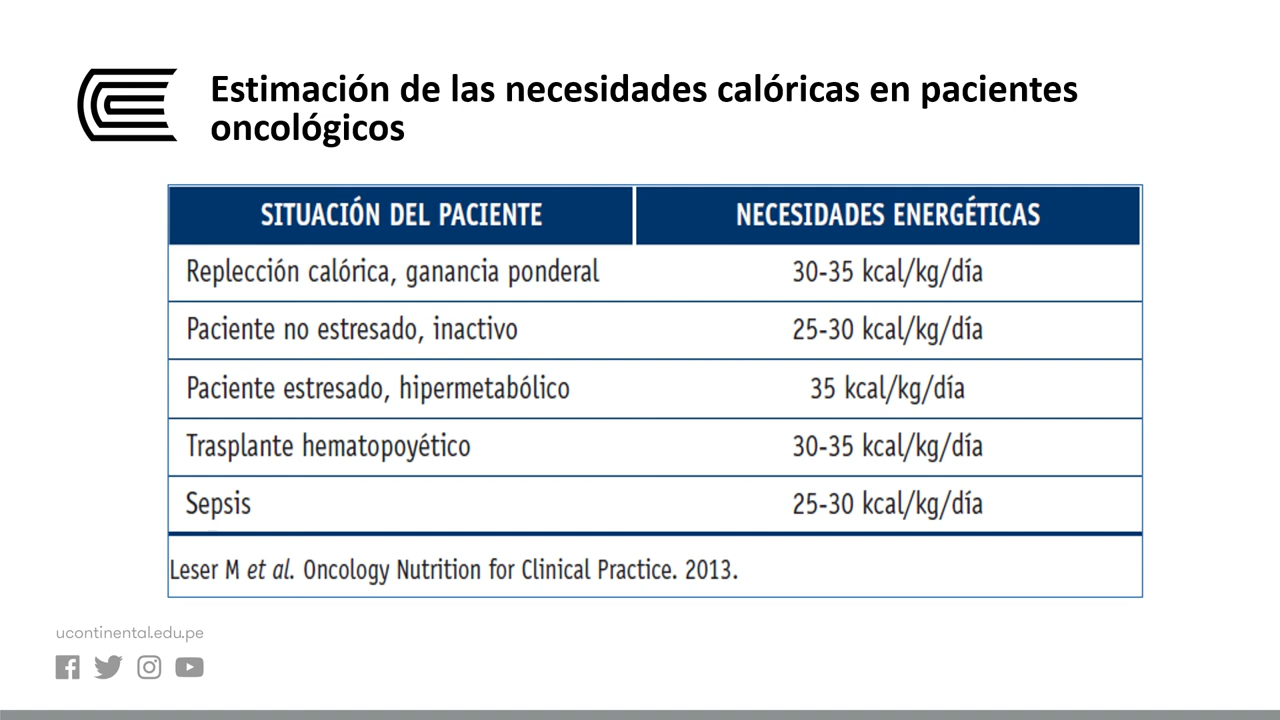 Estimación de las necesidades calóricas en pacientes
oncológicos
SITUACIÓN DEL PACIENTE NECESIDADES ENERGÉTICAS
Replección calórica, ganancia ponderal 30-35 kcal/kg/día
Paciente no estresado, inactivo 25-30 kcal/kg/día
Paciente estresado, hipermetabólico 35 kcal/kg/día
Trasplante hematopoyético 30-35 kcal/kg/día
Sepsis 25-30 kcal/kg/día
Leser M et al. Oncology Nutrition for Clinical Practice. 2013.
ucontinental.edu.pe